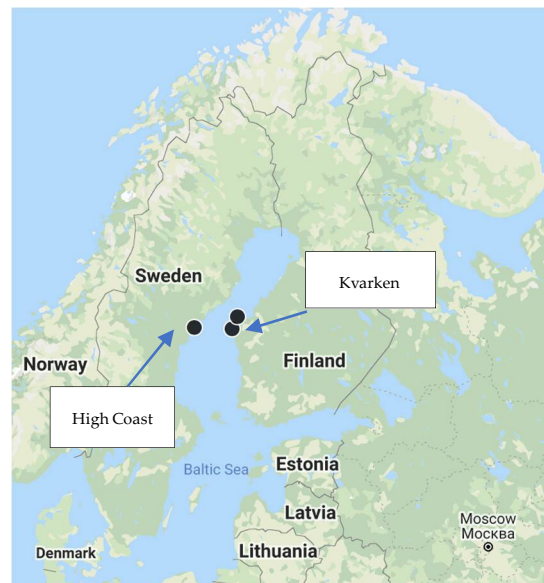 Sweden
Kvarken
Norway
Finland
High Coast
Baltic Sea
Estonia
Latvia
Moscow
Москва
Denmark
Lithuania